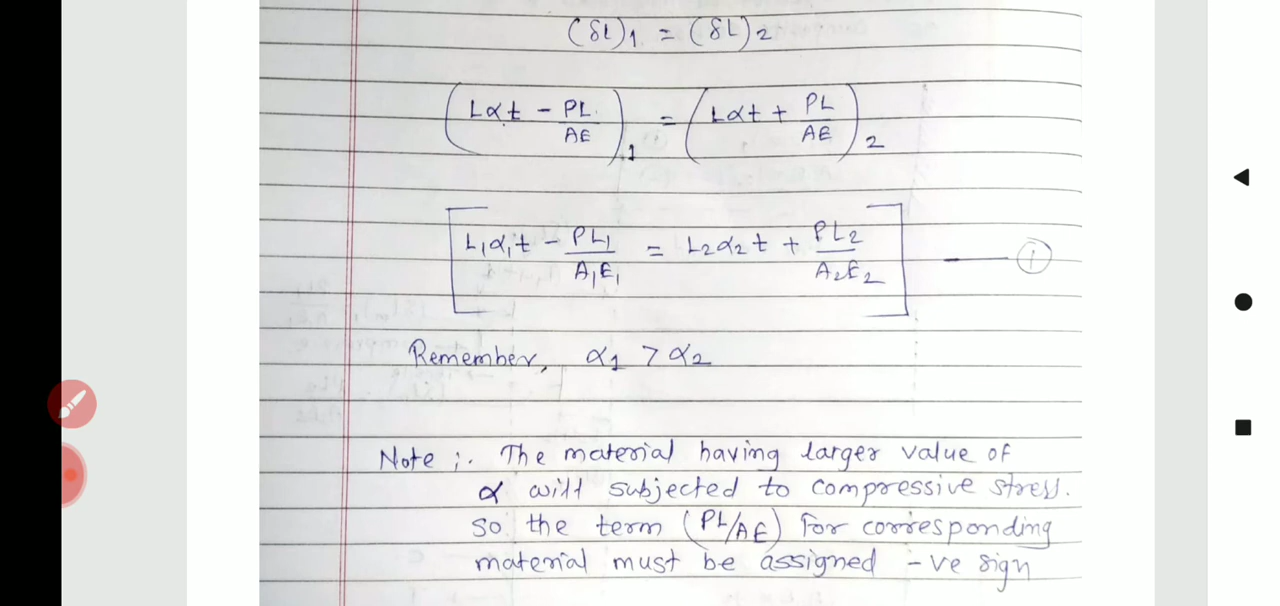 (δL)₁ = (δL)₂
(Lαt - PL/AE)₁ = (Lαt + PL/AE)₂
[L₁α₁t - PL₁/A₁E₁ = L₂α₂t + PL₂/A₂E₂] — ①
Remember, α₁ > α₂
Note :. The material having larger value of
α will subjected to compressive stress.
so the term (PL/AE) for corresponding
material must be assigned -ve sign